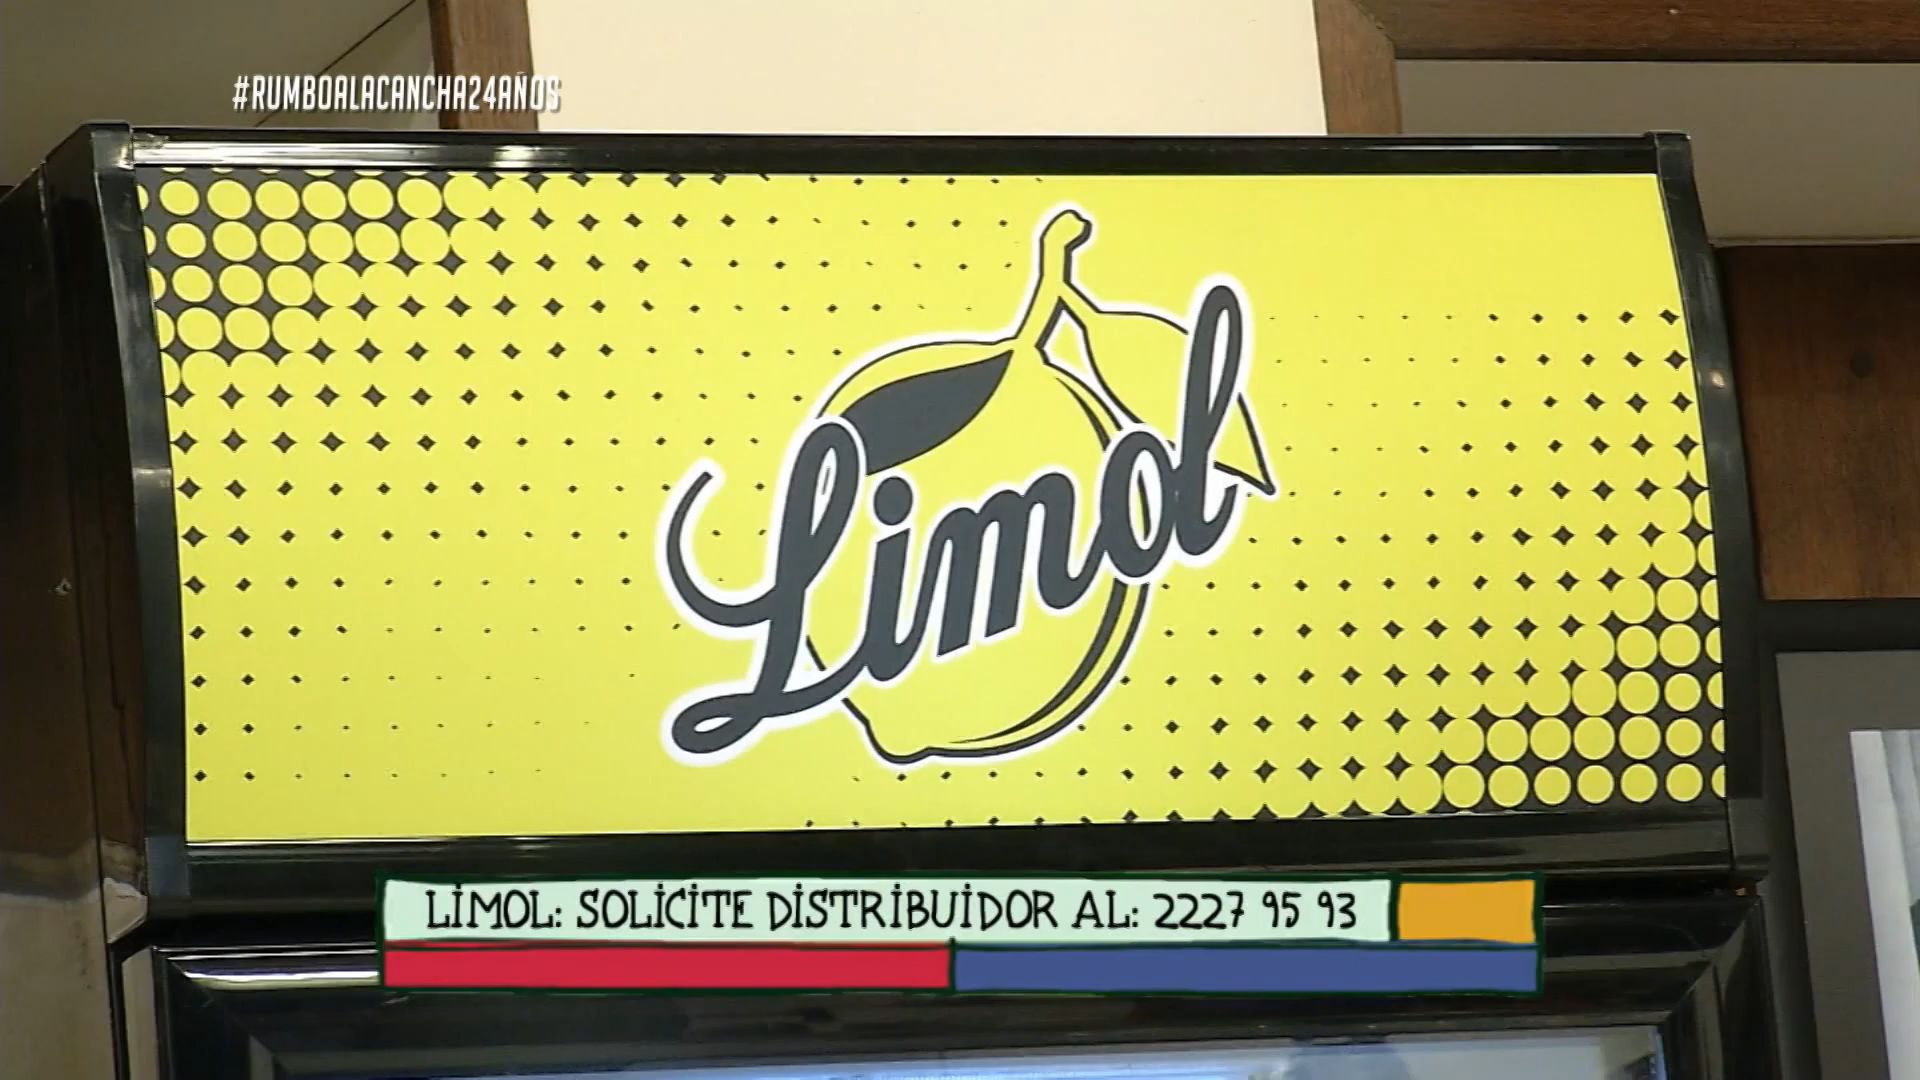 #RUMBOALACANCHA24AÑOS
Limol
LIMOL: SOLICITE DISTRIBUIDOR AL: 2227 95 93